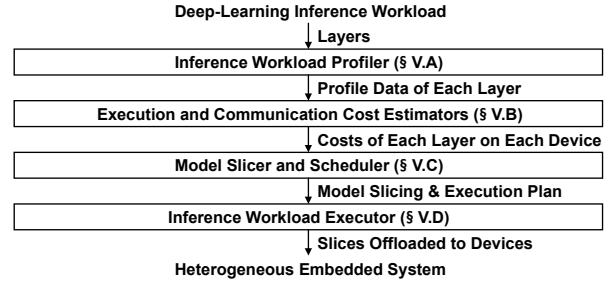 Deep-Learning Inference Workload
Layers
Inference Workload Profiler (§ V.A)
Profile Data of Each Layer
Execution and Communication Cost Estimators (§ V.B)
Costs of Each Layer on Each Device
Model Slicer and Scheduler (§ V.C)
Model Slicing & Execution Plan
Inference Workload Executor (§ V.D)
Slices Offloaded to Devices
Heterogeneous Embedded System